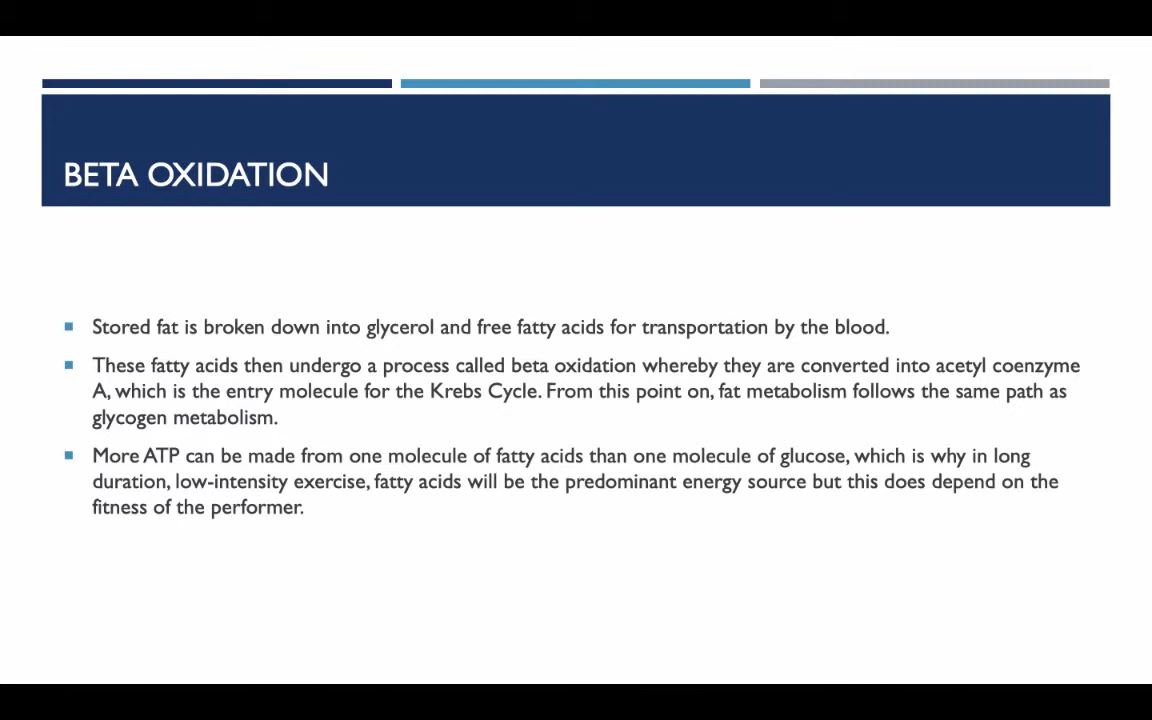 BETA OXIDATION
Stored fat is broken down into glycerol and free fatty acids for transportation by the blood.
These fatty acids then undergo a process called beta oxidation whereby they are converted into acetyl coenzyme
A, which is the entry molecule for the Krebs Cycle. From this point on, fat metabolism follows the same path as
glycogen metabolism.
More ATP can be made from one molecule of fatty acids than one molecule of glucose, which is why in long
duration, low-intensity exercise, fatty acids will be the predominant energy source but this does depend on the
fitness of the performer.